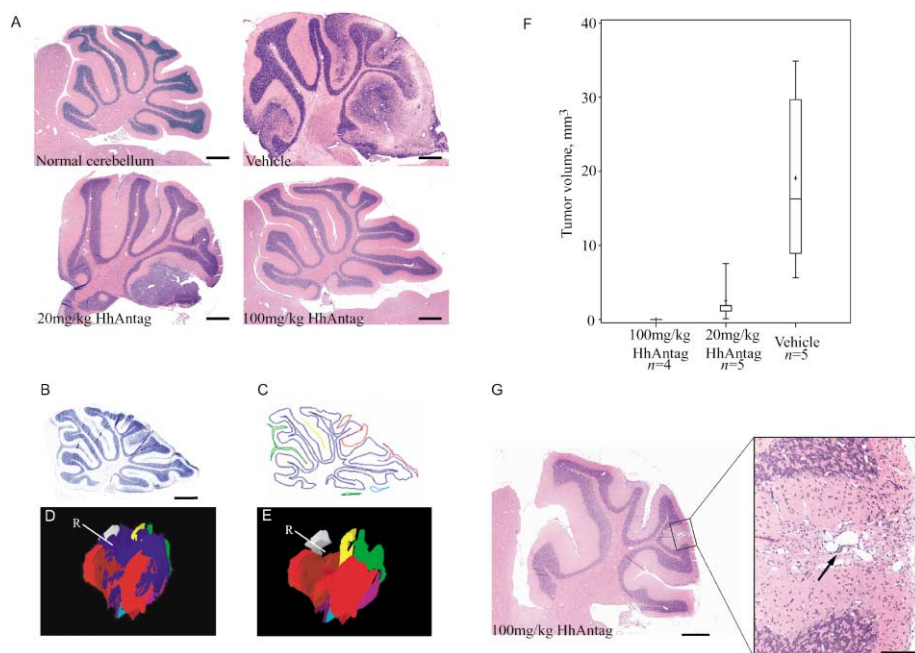 A
Normal cerebellum
Vehicle
20mg/kg HhAntag
100mg/kg HhAntag
B
C
D
R
E
R
F
Tumor volume, mm3
40
30
20
10
0
100mg/kg
HhAntag
n=4
20mg/kg
HhAntag
n=5
Vehicle
n=5
G
100mg/kg HhAntag